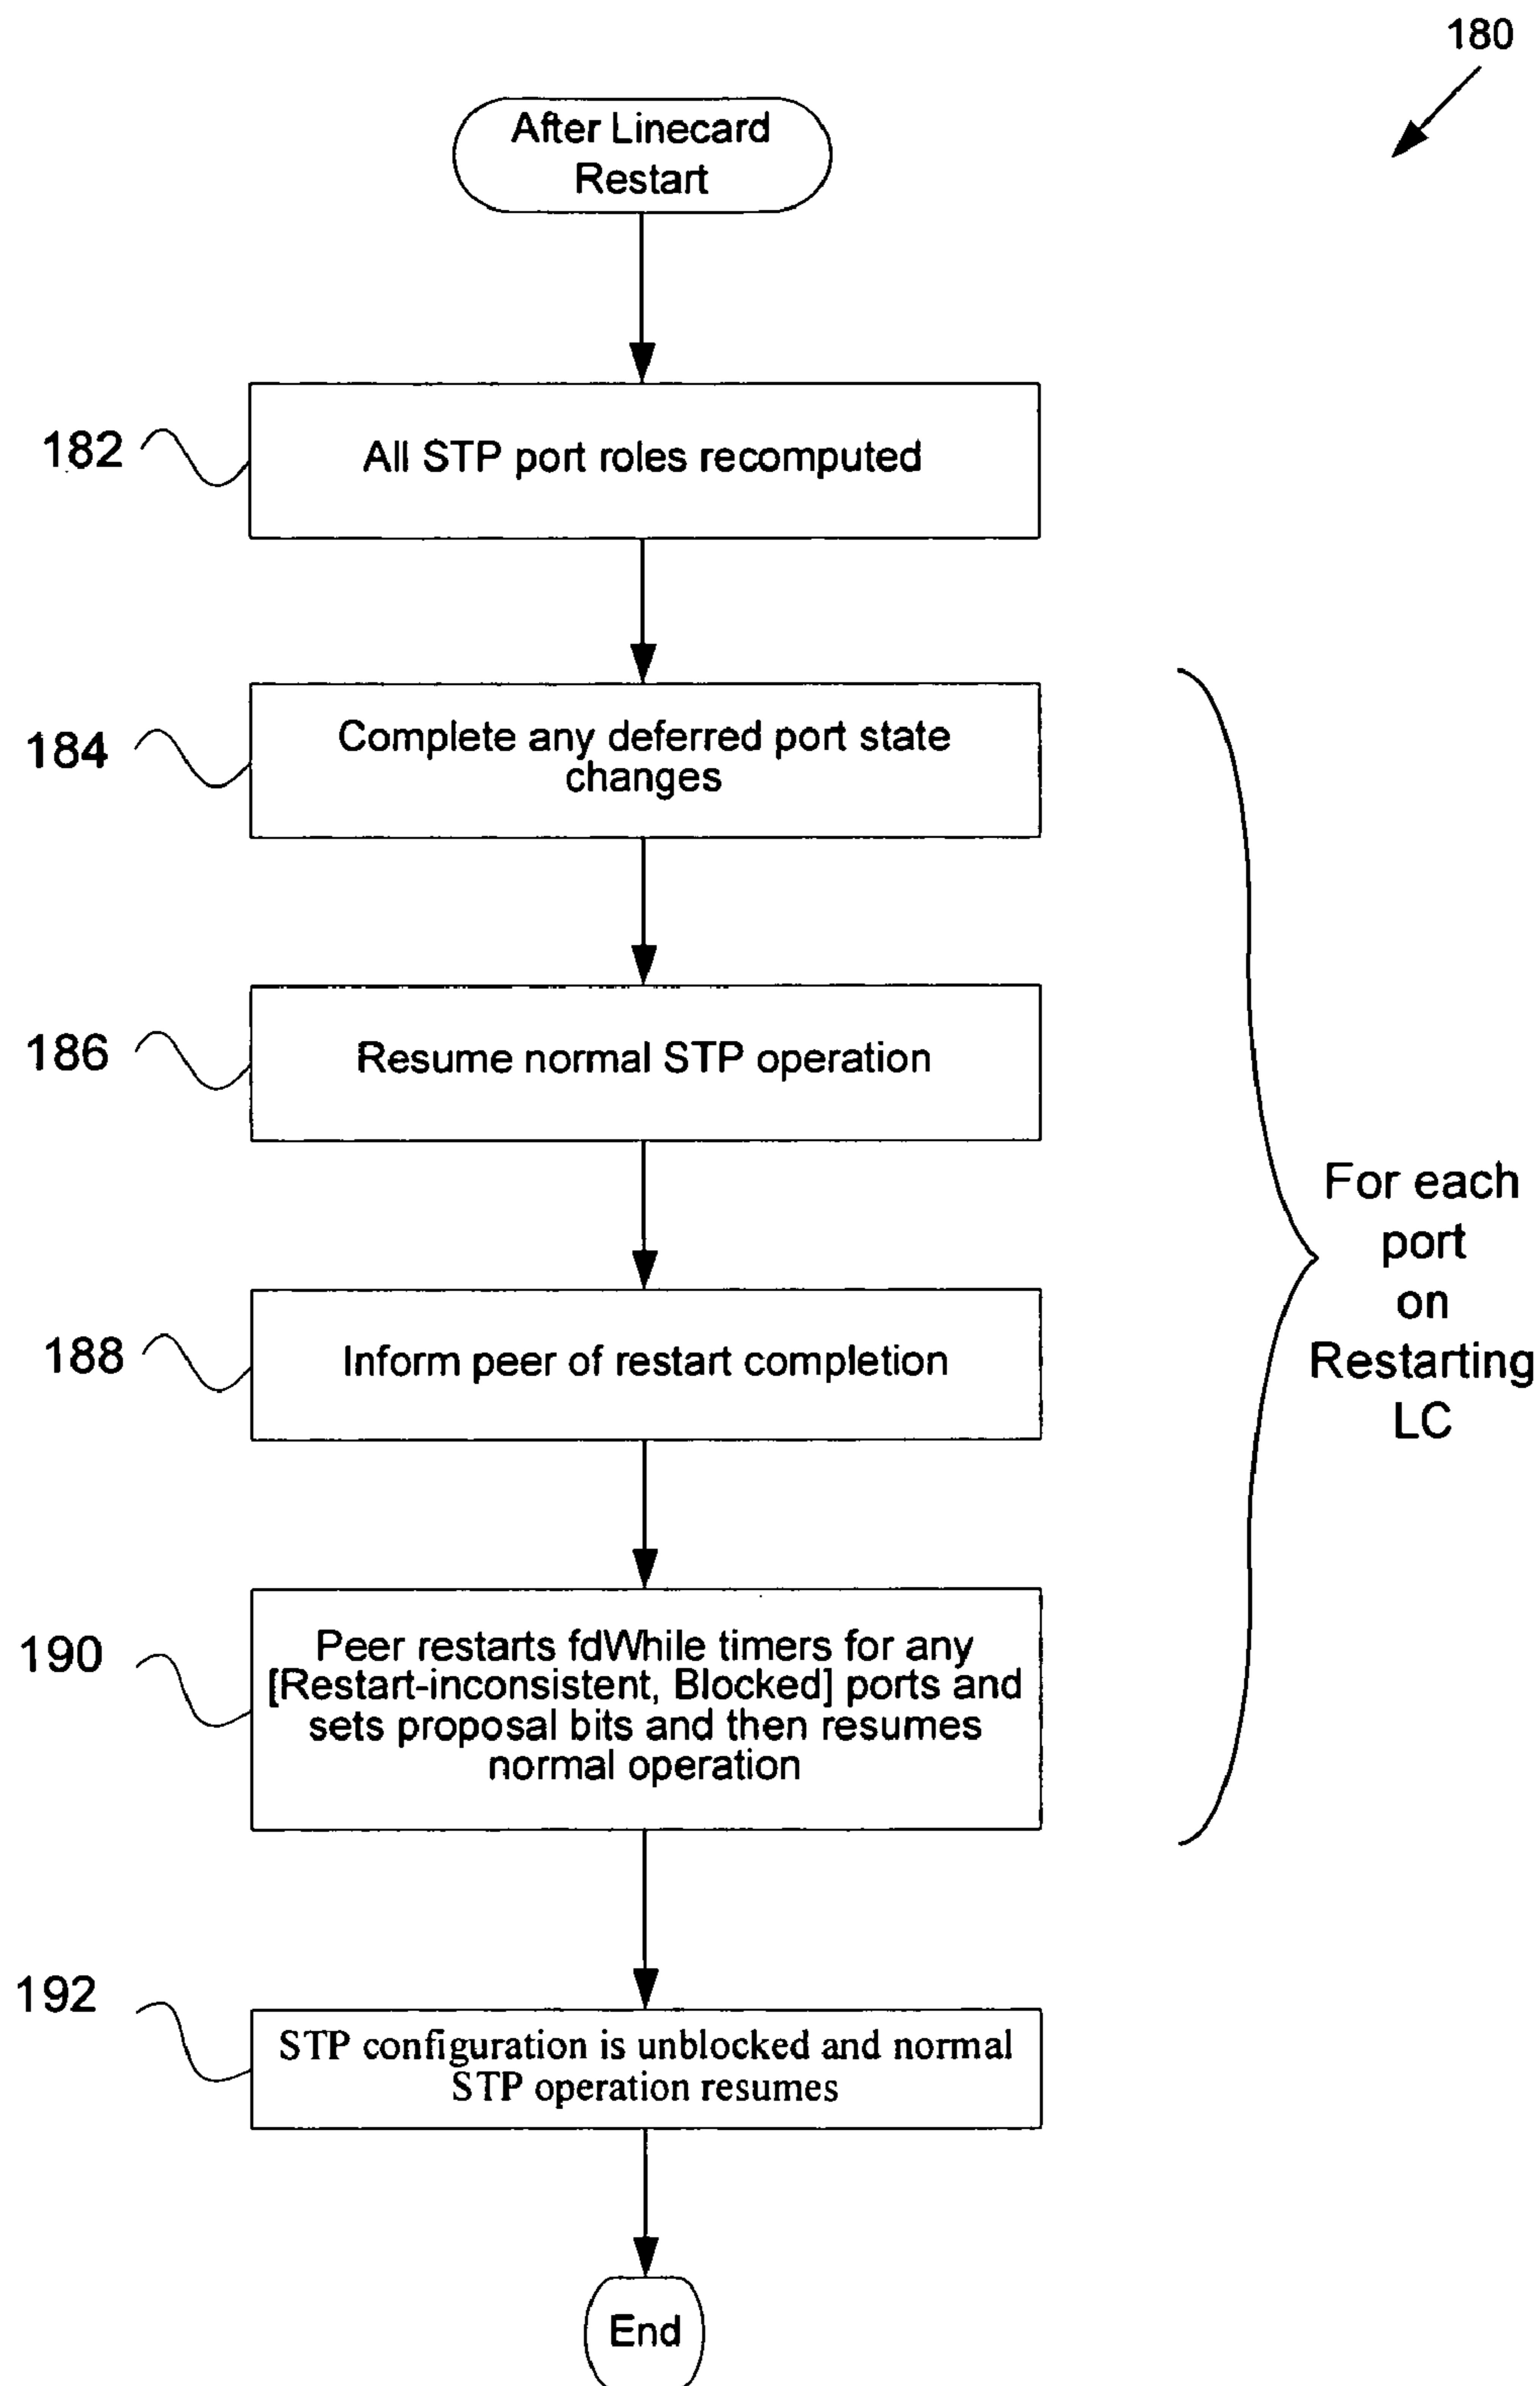 180
After Linecard
Restart
182
All STP port roles recomputed
184
Complete any deferred port state
changes
186
Resume normal STP operation
For each
port
on
Restarting
LC
188
Inform peer of restart completion
190
Peer restarts fdWhile timers for any
[Restart-inconsistent, Blocked] ports and
sets proposal bits and then resumes
normal operation
192
STP configuration is unblocked and normal
STP operation resumes
End